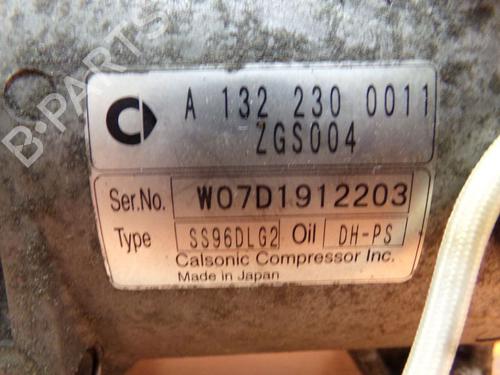 B-PARTS
A 132 230 0011
ZGS004
Ser.No. W07D1912203
Type SS96DLG2 Oil DH-PS
Calsonic Compressor Inc.
Made in Japan